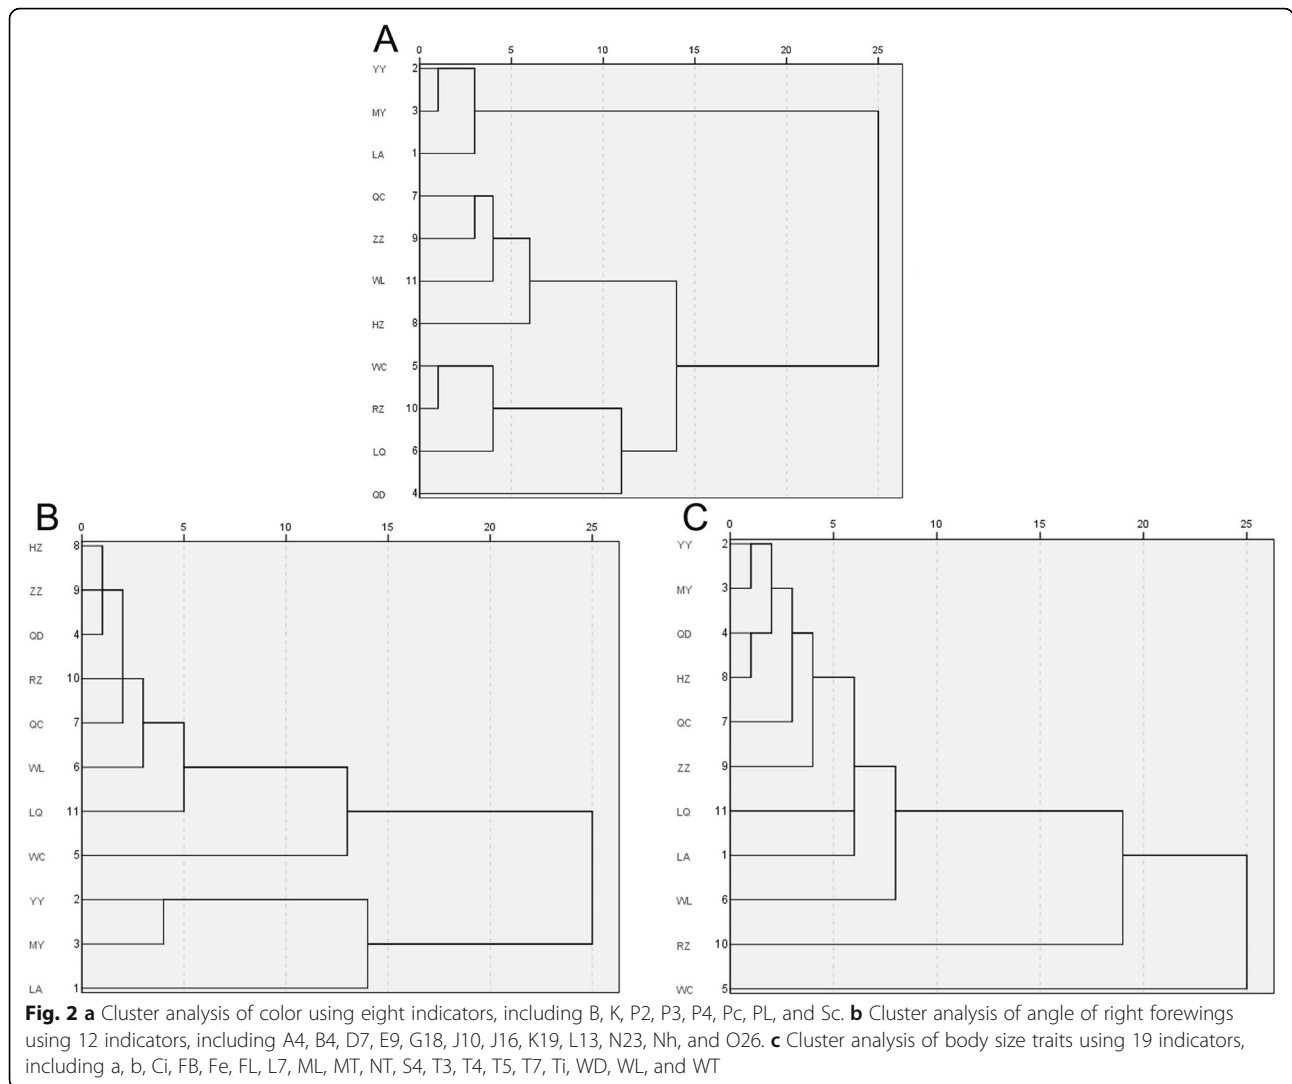 A
0 5 10 15 20 25
YY 2
MY 3
LA 1
QC 7
ZZ 9
WL 11
HZ 8
WC 5
RZ 10
LQ 6
QD 4
B
0 5 10 15 20 25
HZ 8
ZZ 9
QD 4
RZ 10
QC 7
WL 6
LQ 11
WC 5
YY 2
MY 3
LA 1
C
0 5 10 15 20 25
YY 2
MY 3
QD 4
HZ 8
QC 7
ZZ 9
LQ 11
LA 1
WL 6
RZ 10
WC 5
Fig. 2 a Cluster analysis of color using eight indicators, including B, K, P2, P3, P4, Pc, PL, and Sc. b Cluster analysis of angle of right forewings
using 12 indicators, including A4, B4, D7, E9, G18, J10, J16, K19, L13, N23, Nh, and O26. c Cluster analysis of body size traits using 19 indicators,
including a, b, Ci, FB, Fe, FL, L7, ML, MT, NT, S4, T3, T4, T5, T7, Ti, WD, WL, and WT